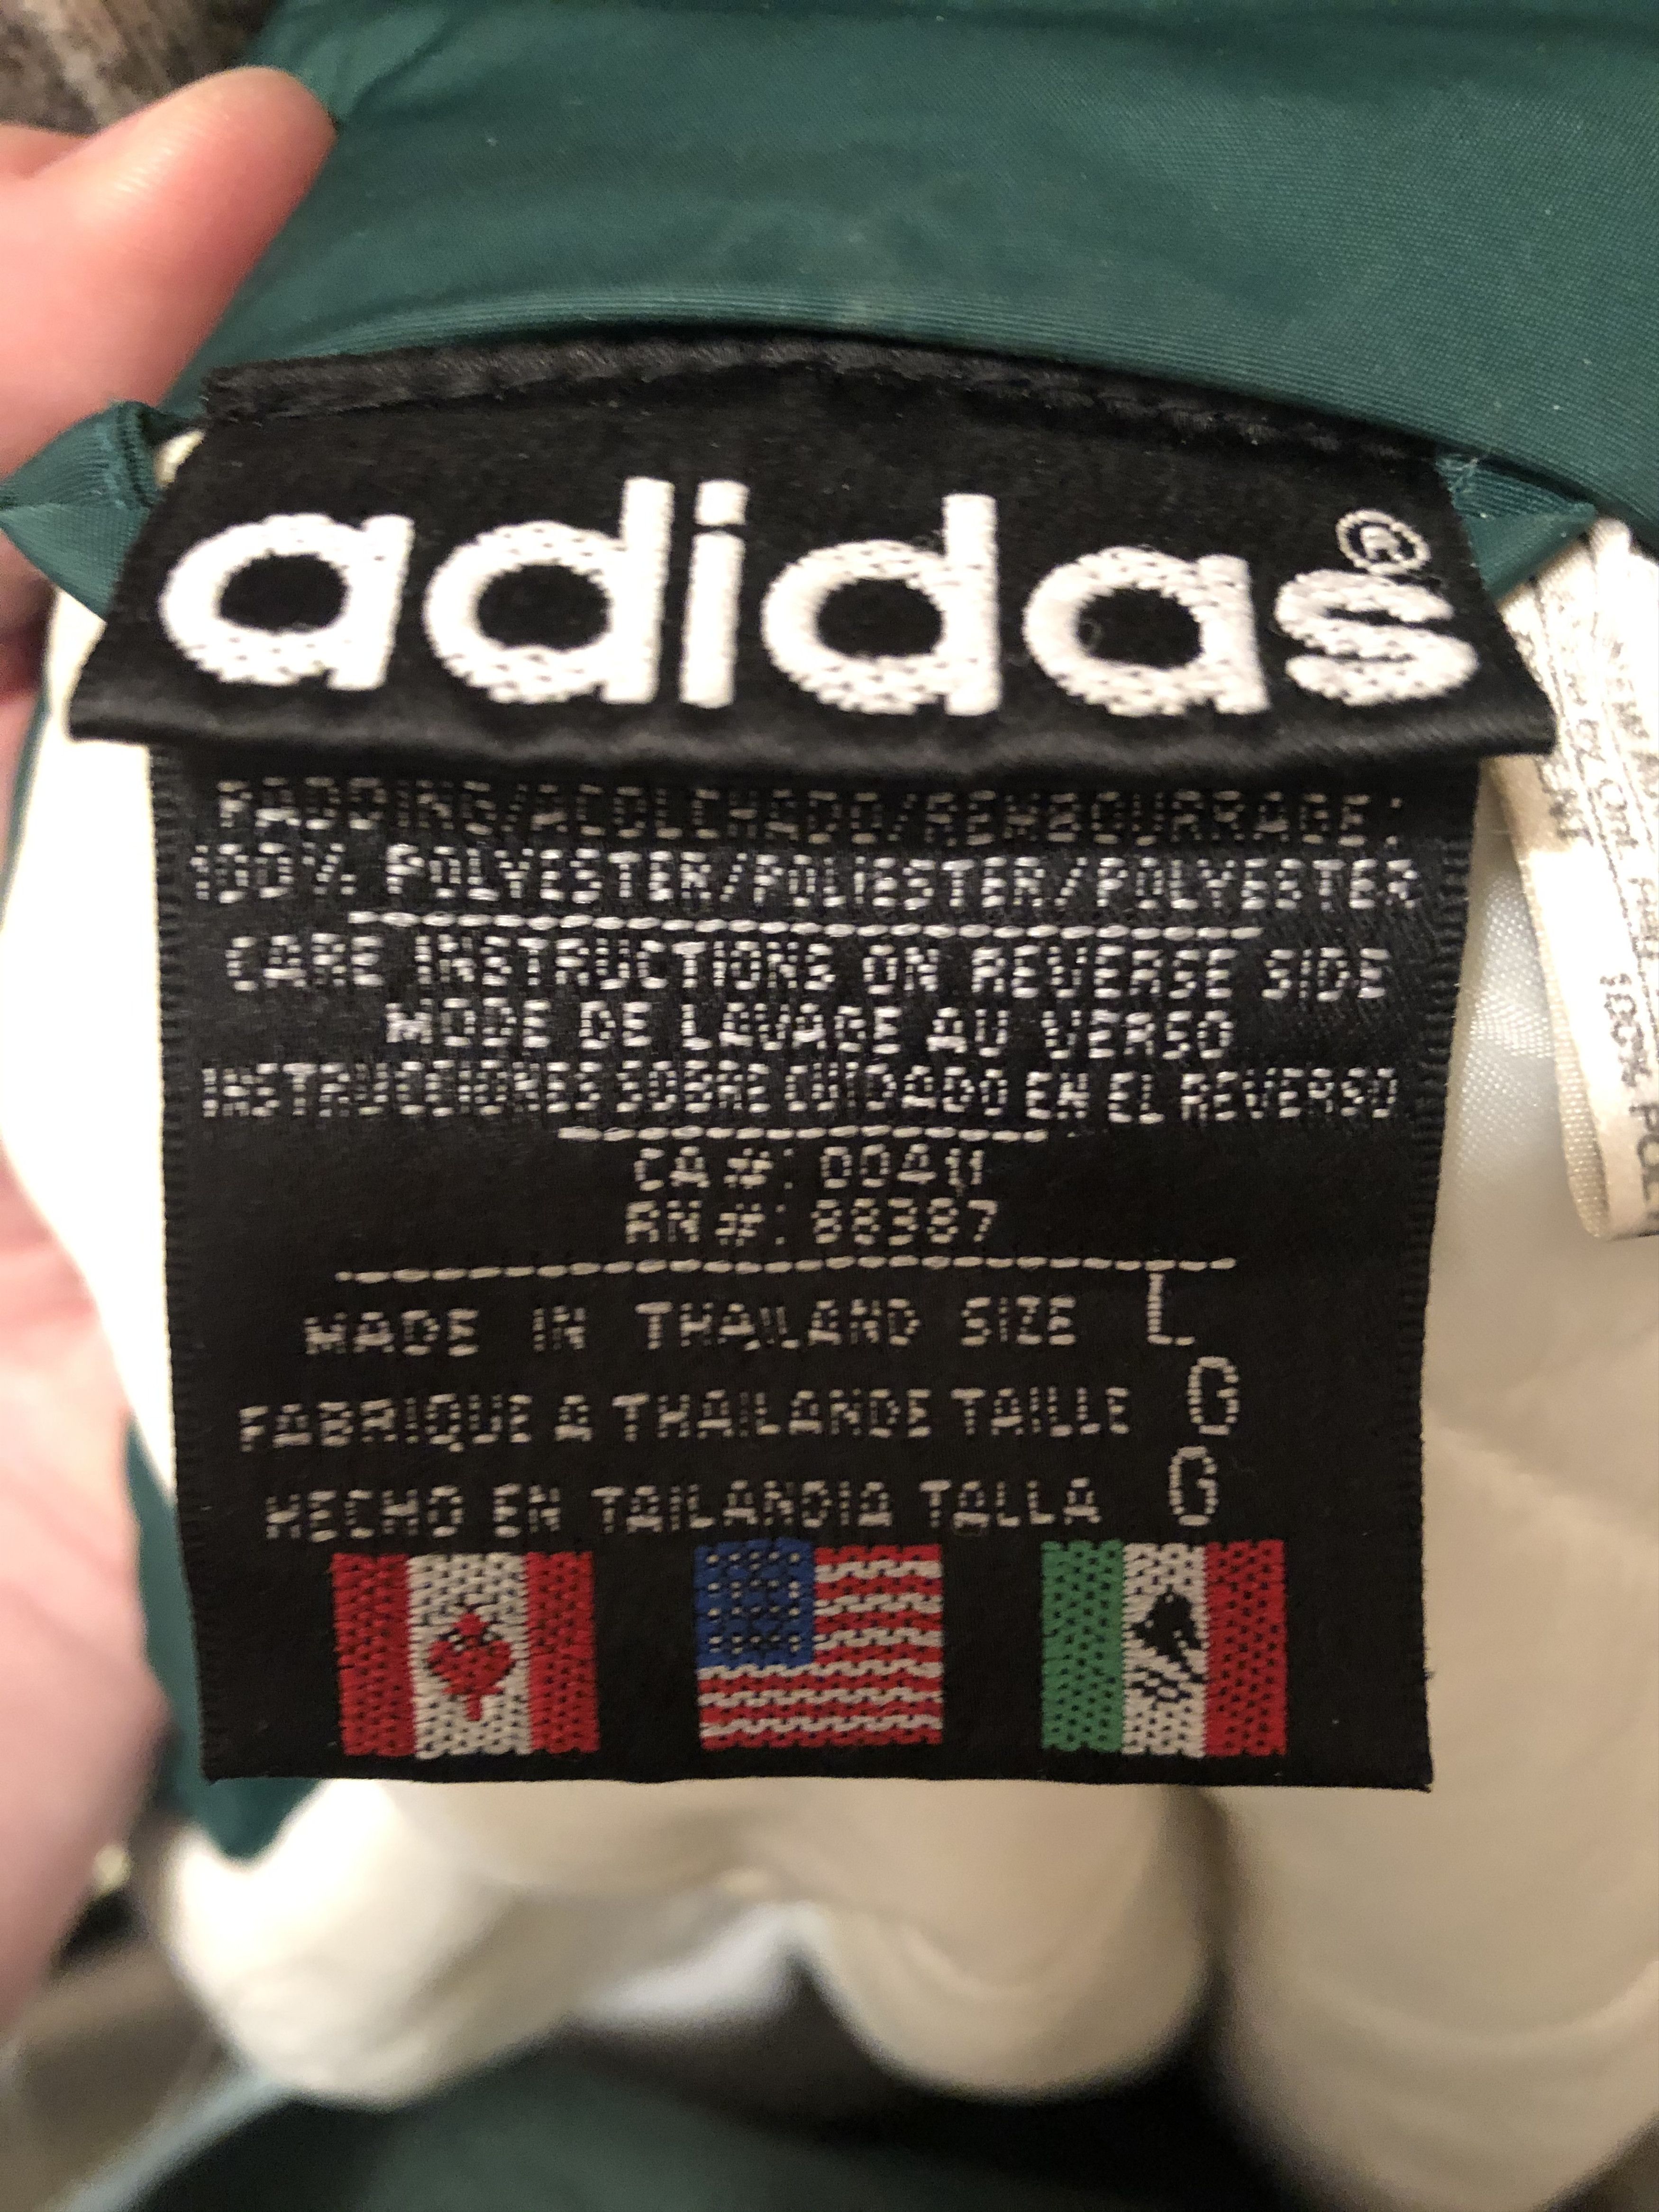 adidas®
PADDING/ACOLCHADO/REMBOURRAGE:
100% POLYESTER/POLIESTER/POLYESTER
CARE INSTRUCTIONS ON REVERSE SIDE
MODE DE LAVAGE AU VERSO
INSTRUCCIONES SOBRE CUIDADO EN EL REVERSO
CA#: 00411
RN#: 88387
MADE IN THAILAND SIZE L
FABRIQUE A THAILANDE TAILLE G
HECHO EN TAILANDIA TALLA G
100%